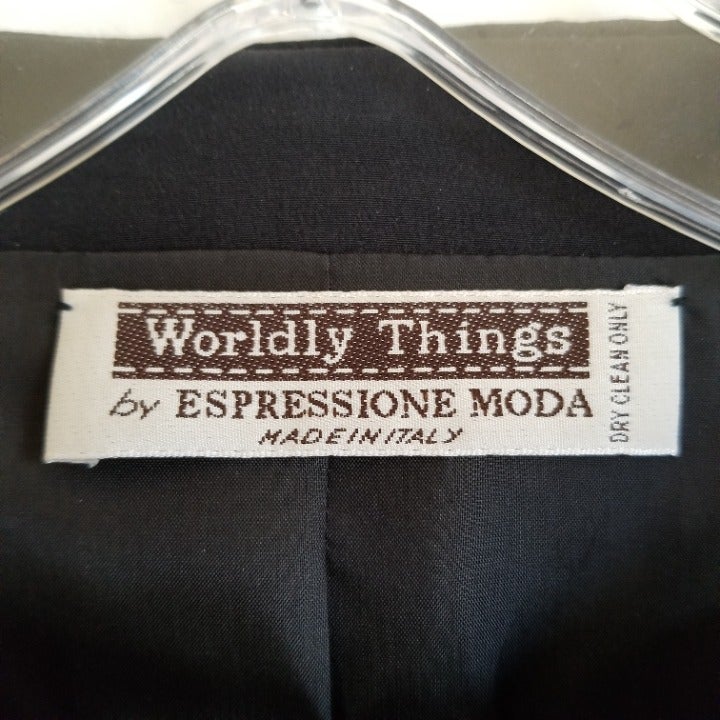 Worldly Things
by ESPRESSIONE MODA
MADE IN ITALY
DRY CLEAN ONLY